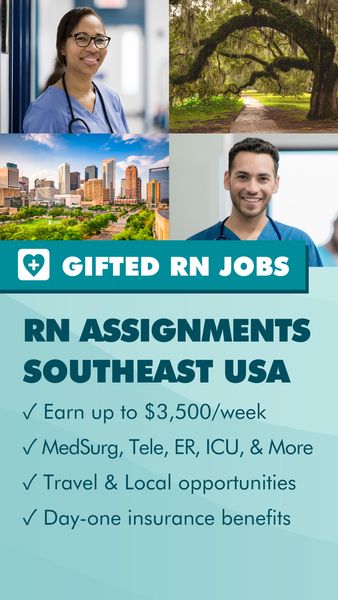 GIFTED RN JOBS
RN ASSIGNMENTS
SOUTHEAST USA
✓ Earn up to $3,500/week
✓ MedSurg, Tele, ER, ICU, & More
✓ Travel & Local opportunities
✓ Day-one insurance benefits